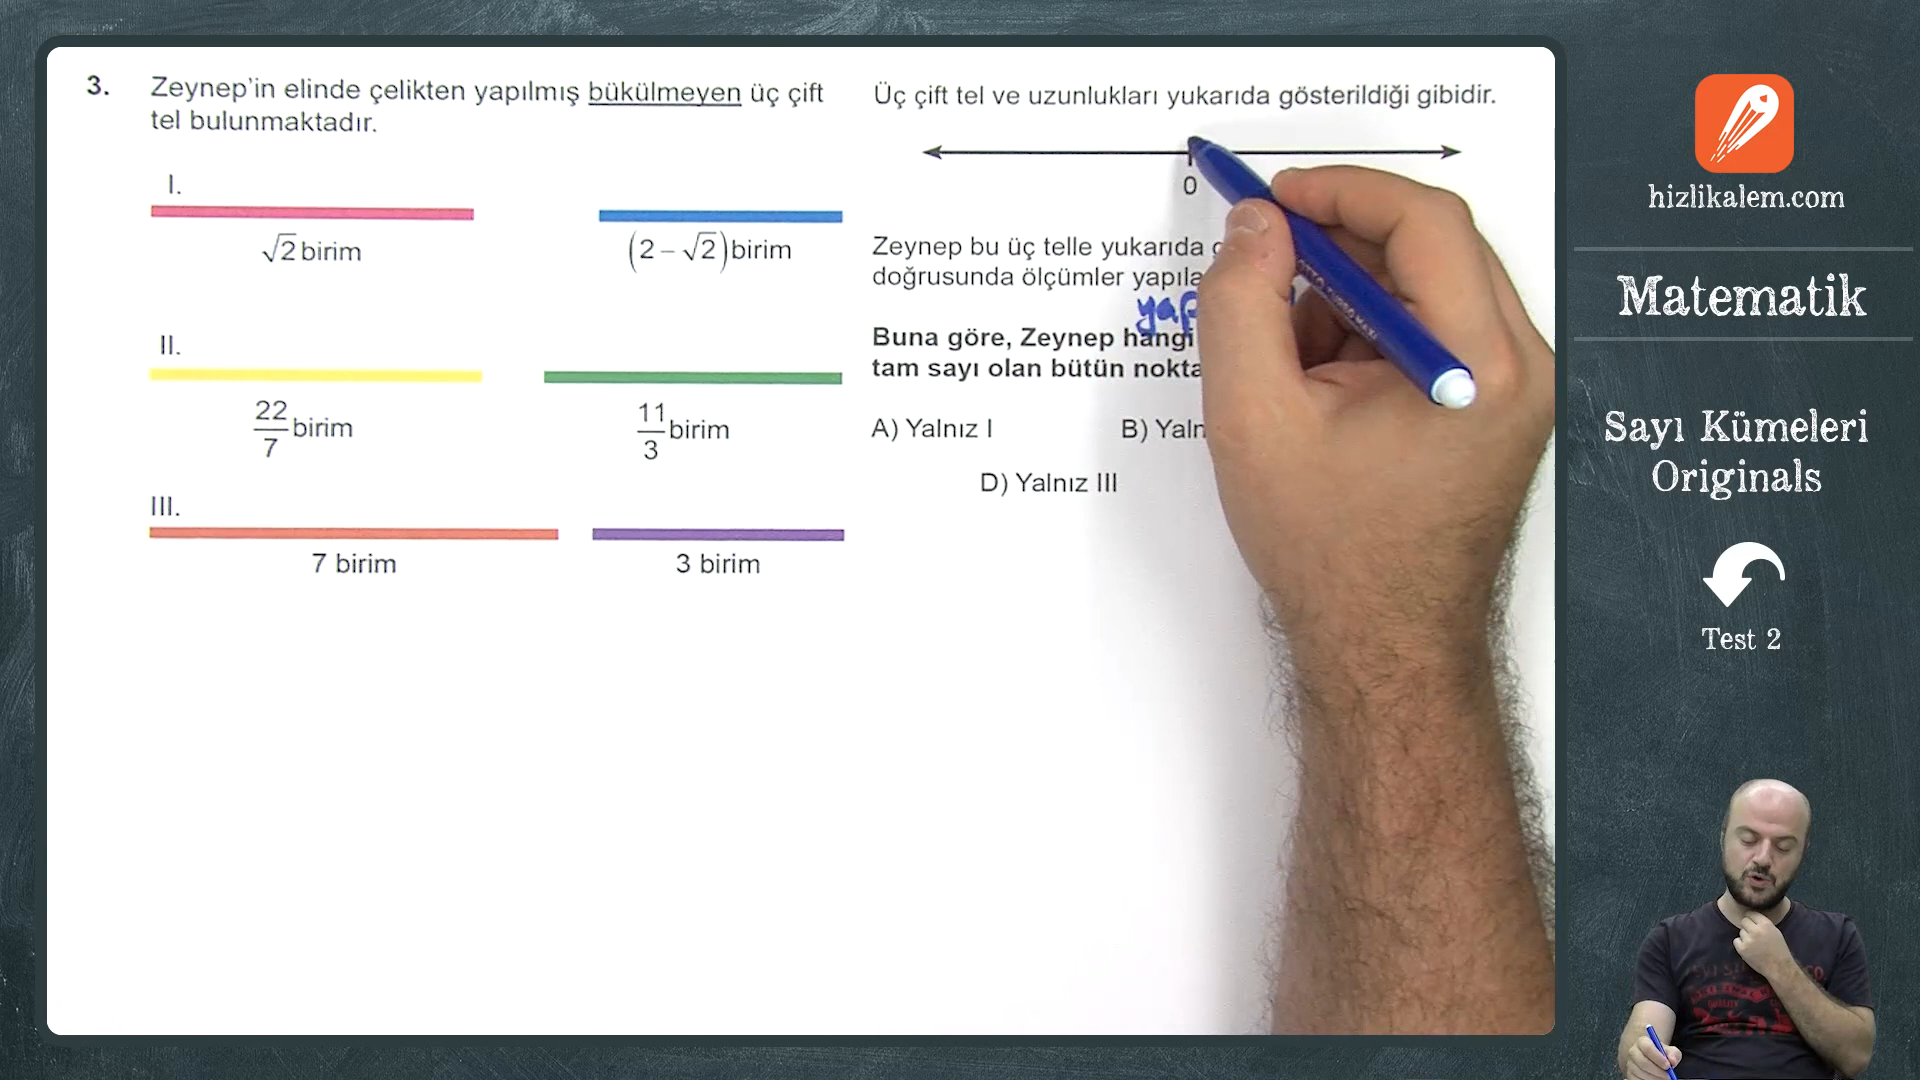 3. Zeynep'in elinde çelikten yapılmış bükülmeyen üç çift
tel bulunmaktadır.
I.
√2 birim
(2 – √2) birim
II.
22/7 birim
11/3 birim
III.
7 birim
3 birim
Üç çift tel ve uzunlukları yukarıda gösterildiği gibidir.
0
Zeynep bu üç telle yukarıda
doğrusunda ölçümler
Buna göre, Zeynep hangi
tam sayı olan bütün
A) Yalnız I
B)
D) Yalnız III
hizlikalem.com
Matematik
Sayı Kümeleri
Originals
Test 2